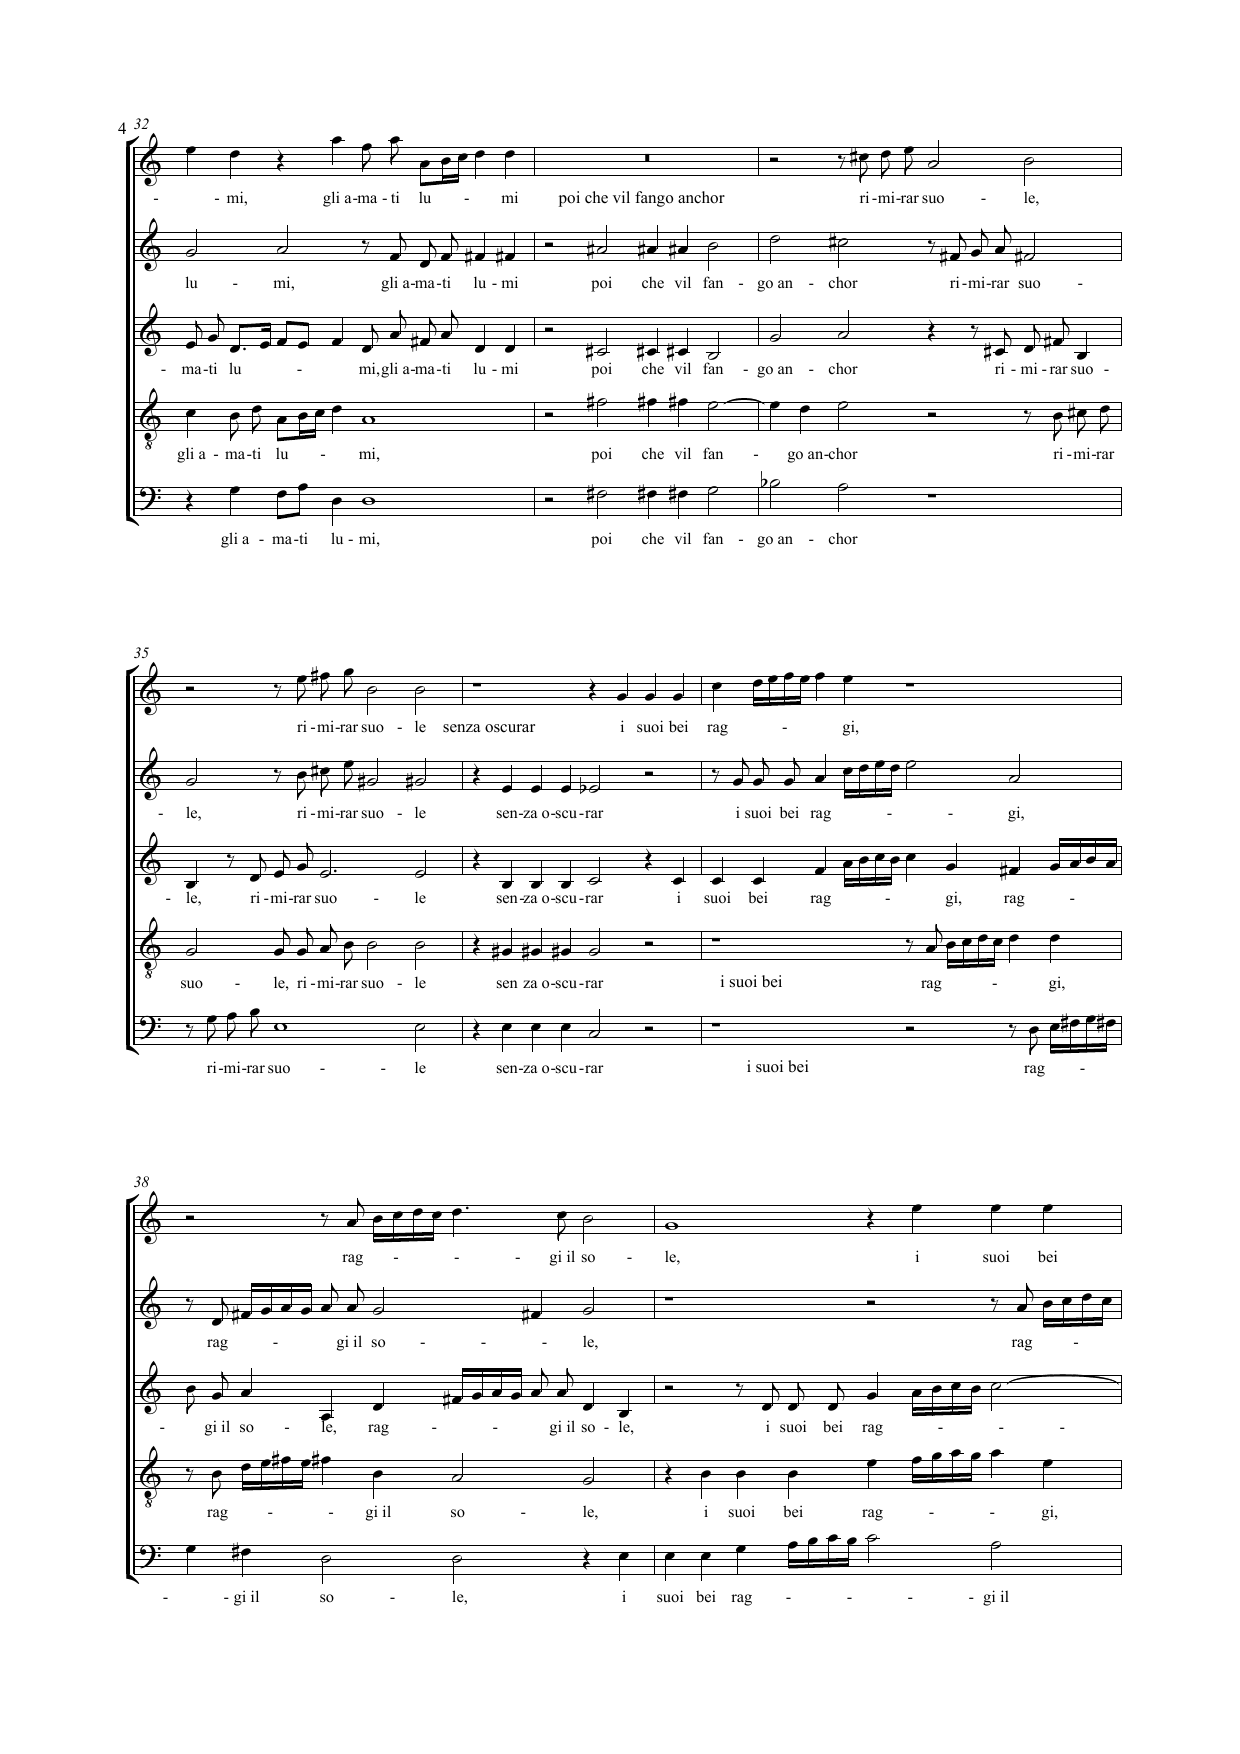 4 32
- - mi, gli a-ma - ti lu - mi poi che vil fango anchor ri-mi-rar suo - le,
lu - mi, gli a-ma-ti lu - mi poi che vil fan - go an - chor ri-mi-rar suo -
- ma-ti lu - mi, gli a-ma-ti lu - mi poi che vil fan - go an - chor ri - mi - rar suo -
gli a - ma-ti lu - mi, poi che vil fan - go an-chor ri-mi-rar
gli a - ma-ti lu - mi, poi che vil fan - go an - chor
35
ri-mi-rar suo - le senza oscurar i suoi bei rag - gi,
- le, ri-mi-rar suo - le sen-za o-scu-rar i suoi bei rag - - gi,
- le, ri-mi-rar suo - le sen-za o-scu-rar i suoi bei rag - gi, rag -
suo - le, ri-mi-rar suo - le sen za o-scu-rar i suoi bei rag - gi,
ri-mi-rar suo - - le sen-za o-scu-rar i suoi bei rag -
38
rag - - - gi il so - le, i suoi bei
rag - gi il so - - - le, rag -
- gi il so - le, rag - - gi il so - le, i suoi bei rag - - -
rag - - gi il so - le, i suoi bei rag - - gi,
- - gi il so - le, i suoi bei rag - - - - gi il